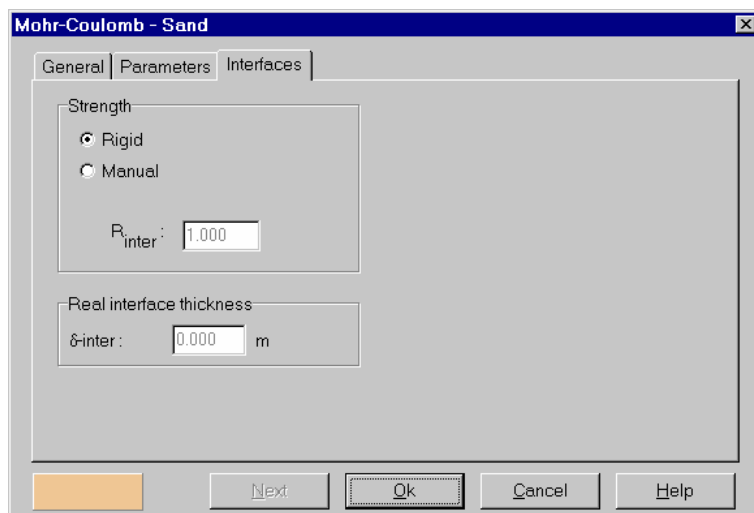 Mohr-Coulomb - Sand
General Parameters Interfaces
Strength
Rigid
Manual
Rinter : 1.000
Real interface thickness
δ-inter : 0.000 m
Next Ok Cancel Help